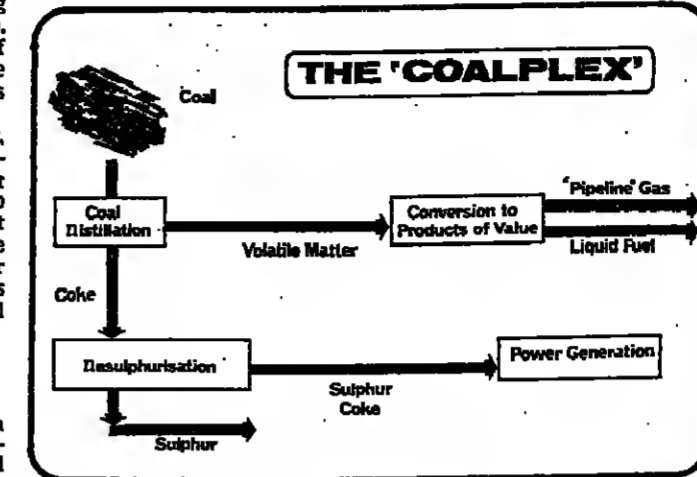 THE 'COALPLEX'
Coal
Coal
Distillation
Volatile Matter
Conversion to
Products of Value
'Pipeline' Gas
Liquid Fuel
Coke
Desulphurisation
Sulphur
Coke
Power Generation
Sulphur